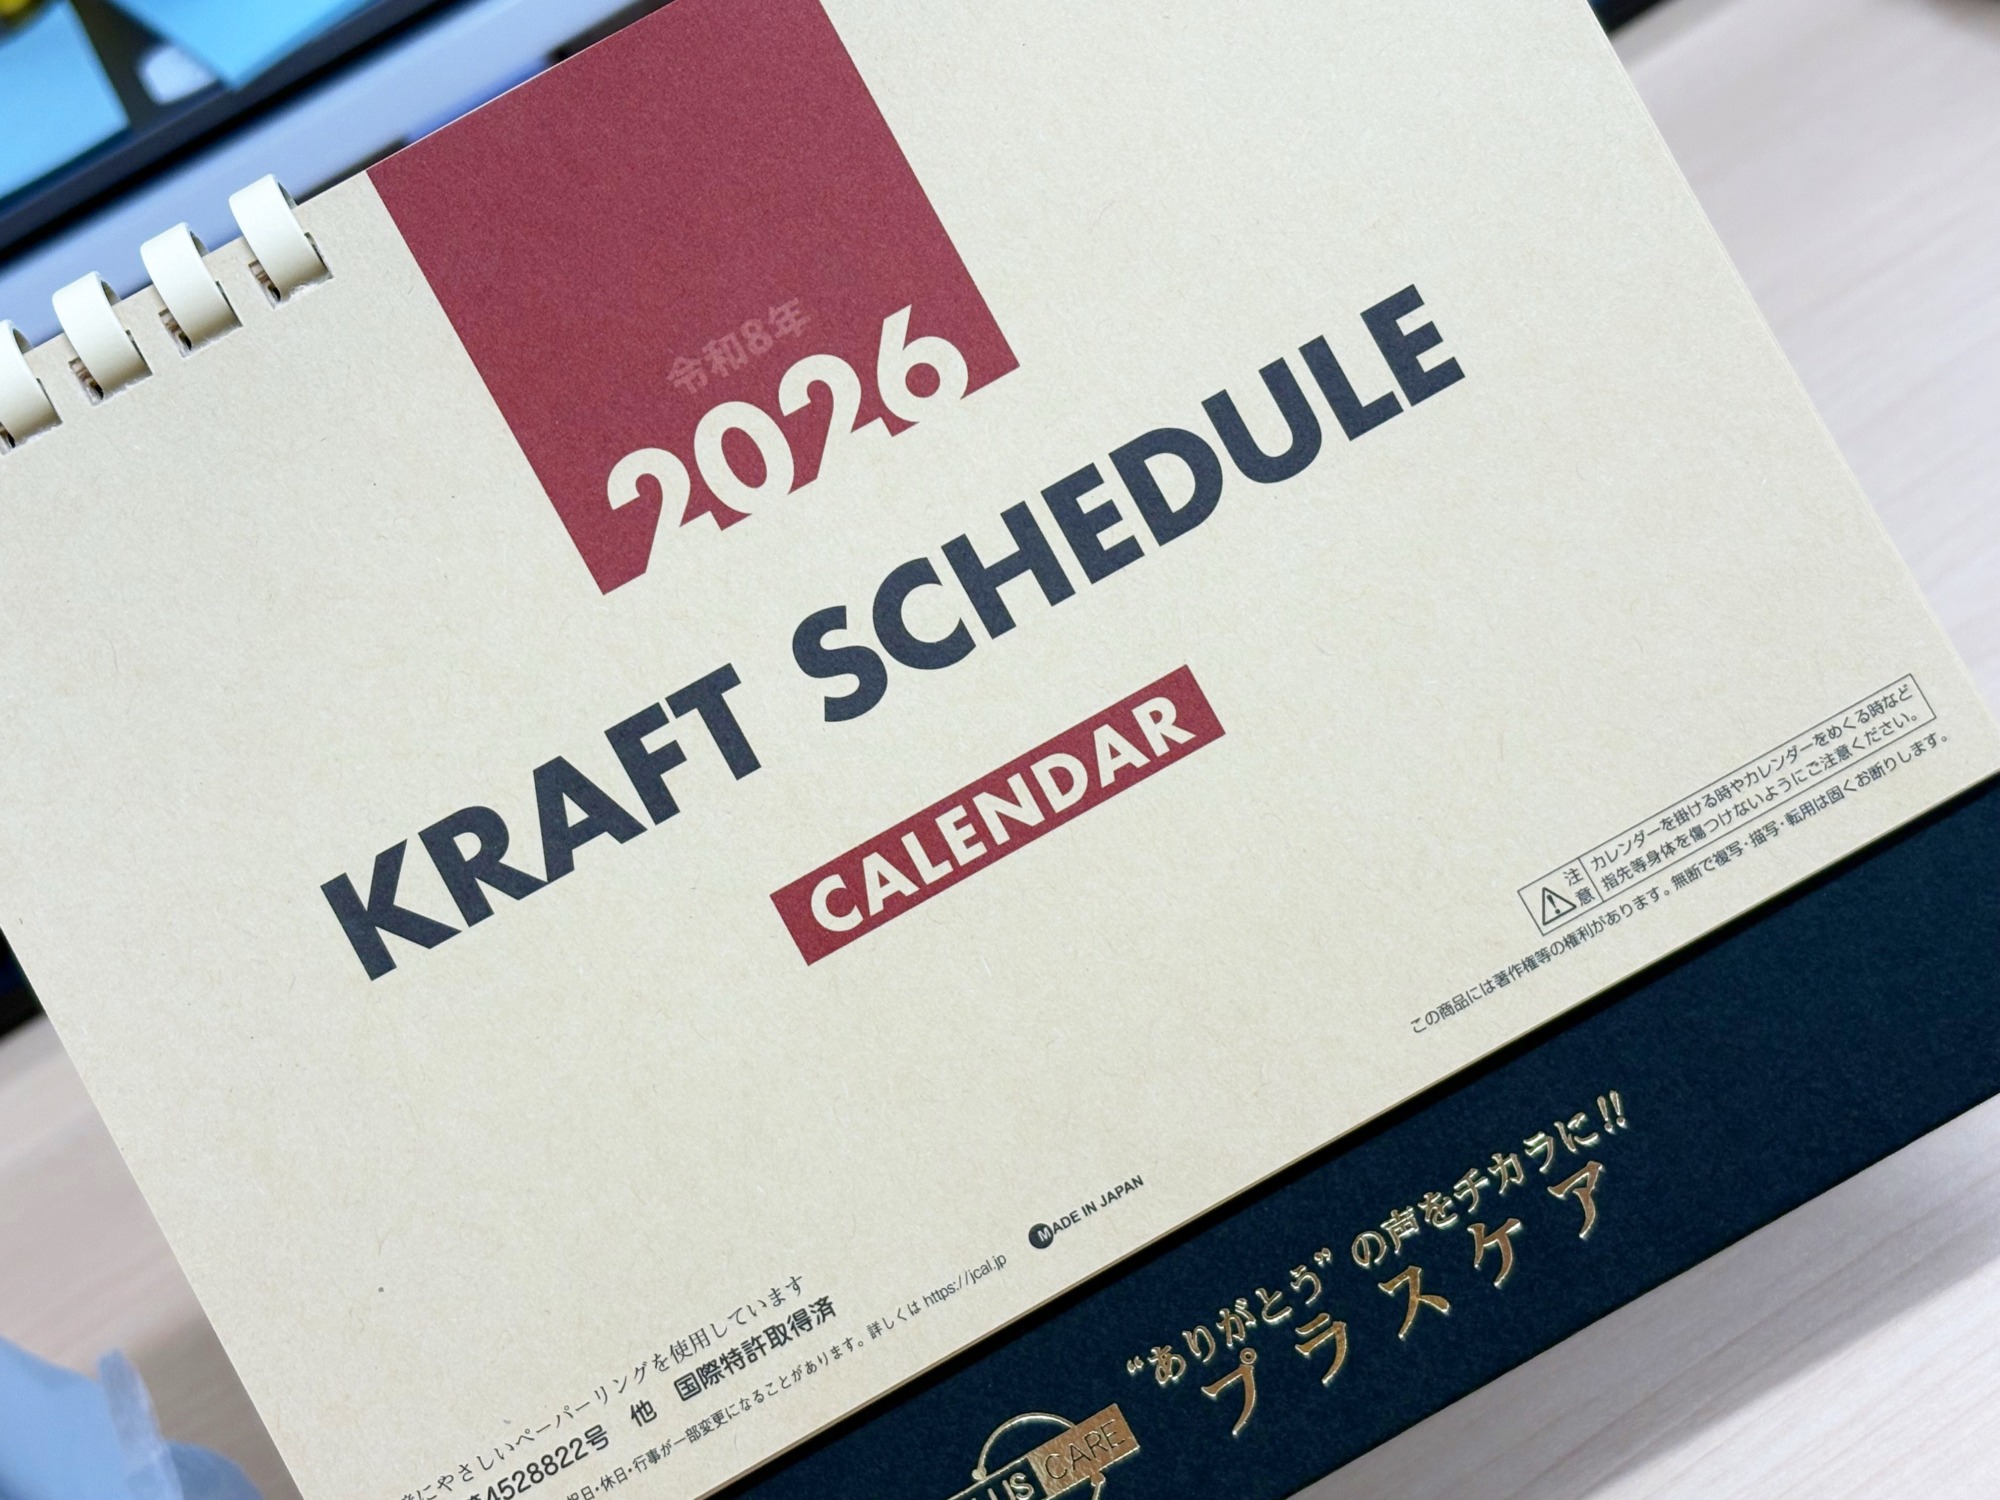 令和8年
2026
KRAFT SCHEDULE
CALENDAR
注意
カレンダーを掛ける時やカレンダーをめくる時など
指先等身体を傷つけないようにご注意ください。
この商品には著作権等の権利があります。無断で複写・描写・転用は固くお断りします。
MADE IN JAPAN
にやさしいペーパーリングを使用しています
4528822号 他 国際特許取得済
祝日・休日・行事が一部変更になることがあります。詳しくは https://jcal.jp
“ありがとう”の声をチカラに!!
プラスケア
CARE